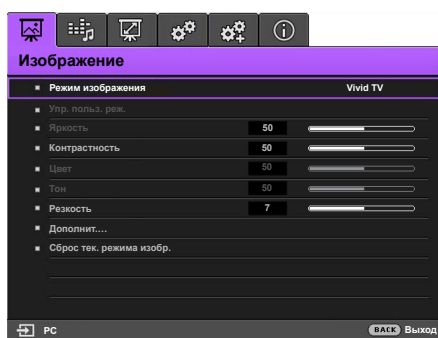 Изображение
Режим изображения Vivid TV
Упр. польз. реж.
Яркость 50
Контрастность 50
Цвет 50
Тон 50
Резкость 7
Дополнит....
Сброс тек. режима изобр.
PC BACK Выход